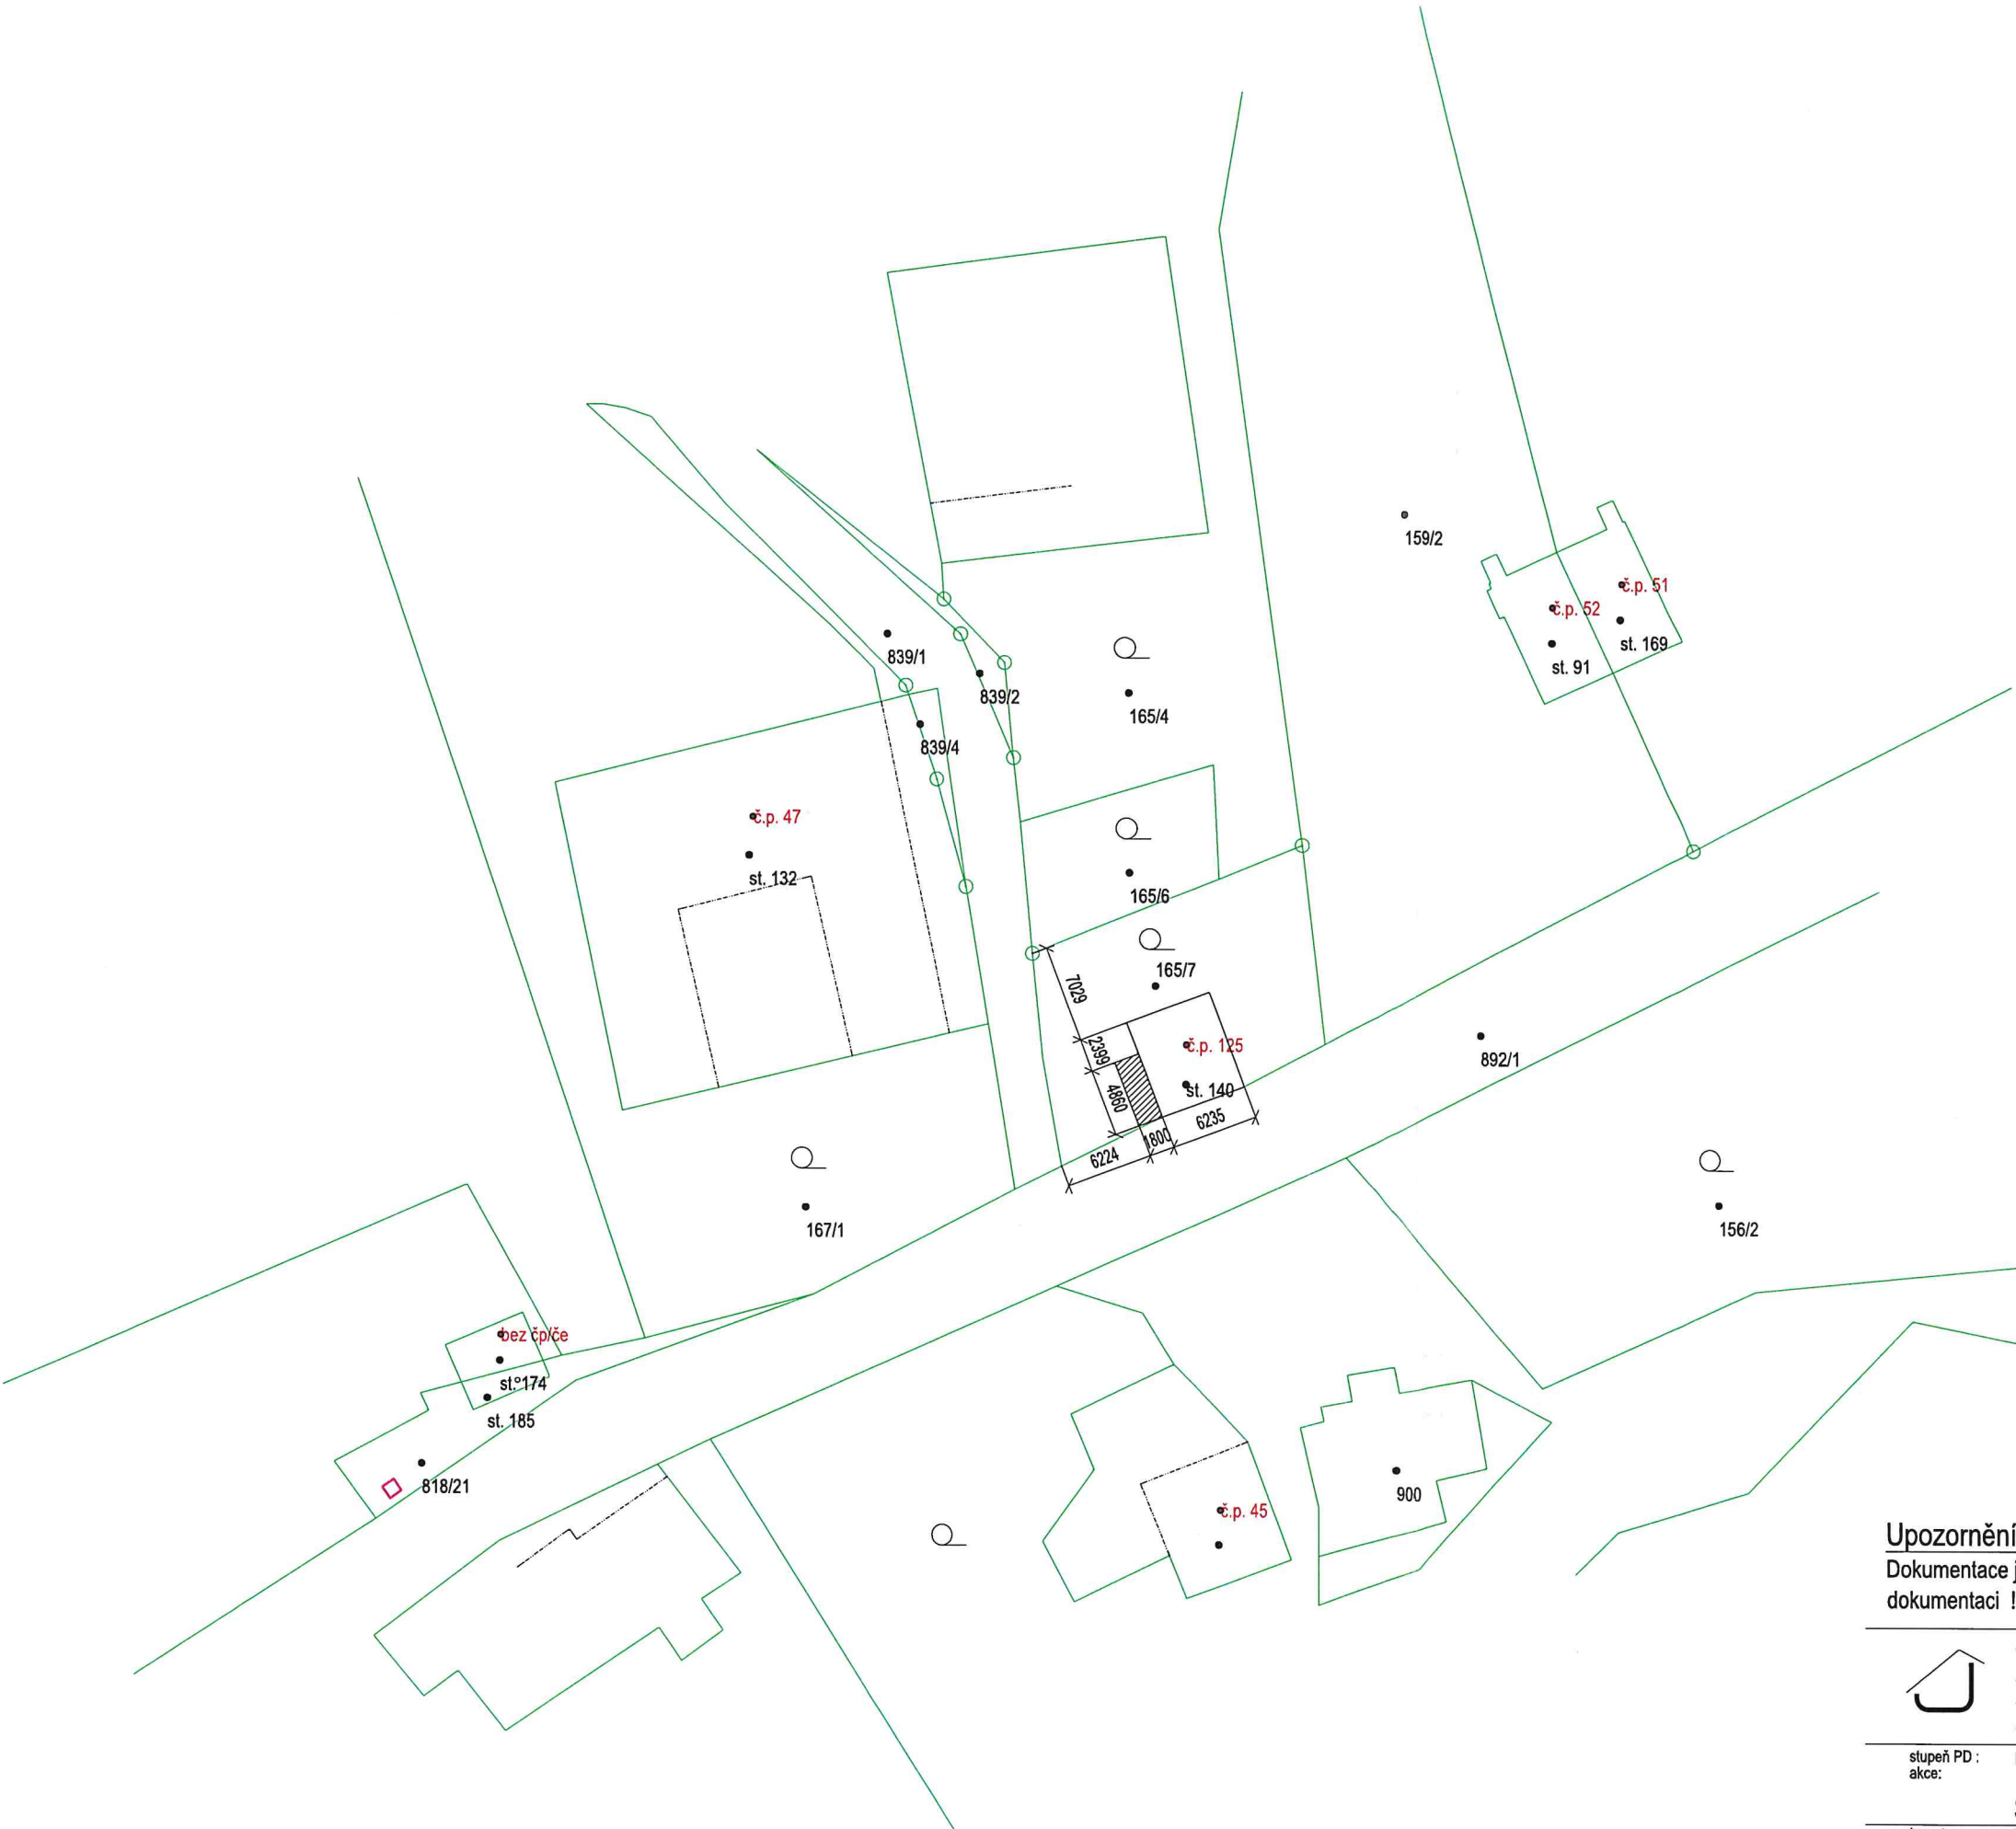 159/2
č.p. 51
č.p. 52
st. 169
st. 91
839/1
839/2
165/4
839/4
č.p. 47
st. 132
165/6
165/7
7029
2399
4860
č.p. 125
st. 140
892/1
6235
1800
6224
167/1
156/2
bez čp/če
st.°174
st. 185
818/21
900
č.p. 45
Upozornění
Dokumentace j
dokumentaci !
stupeň PD :
akce: